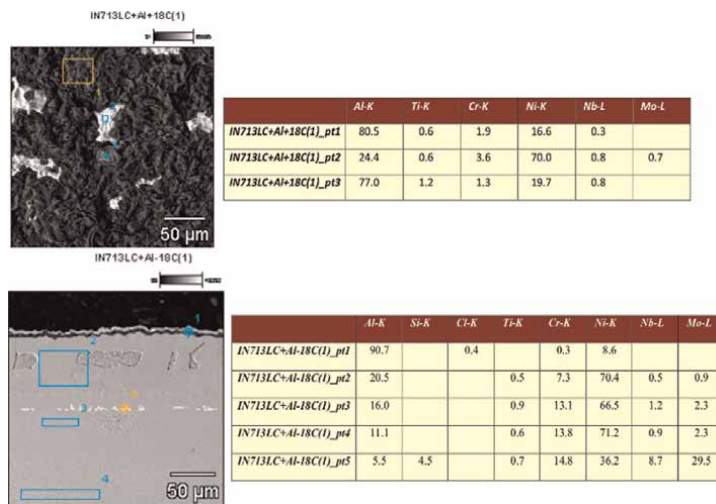 IN713LC+Al+18C(1)
50 µm
Al-K Ti-K Cr-K Ni-K Nb-L Mo-L
IN713LC+Al+18C(1)_pt1 80.5 0.6 1.9 16.6 0.3
IN713LC+Al+18C(1)_pt2 24.4 0.6 3.6 70.0 0.8 0.7
IN713LC+Al+18C(1)_pt3 77.0 1.2 1.3 19.7 0.8
IN713LC+Al-18C(1)
1
2
3
4
50 µm
Al-K Si-K Cl-K Ti-K Cr-K Ni-K Nb-L Mo-L
IN713LC+Al-18C(1)_pt1 90.7 0.4 0.3 8.6
IN713LC+Al-18C(1)_pt2 20.5 0.5 7.3 70.4 0.5 0.9
IN713LC+Al-18C(1)_pt3 16.0 0.9 13.1 66.5 1.2 2.3
IN713LC+Al-18C(1)_pt4 11.1 0.6 13.8 71.2 0.9 2.3
IN713LC+Al-18C(1)_pt5 5.5 4.5 0.7 14.8 36.2 8.7 29.5